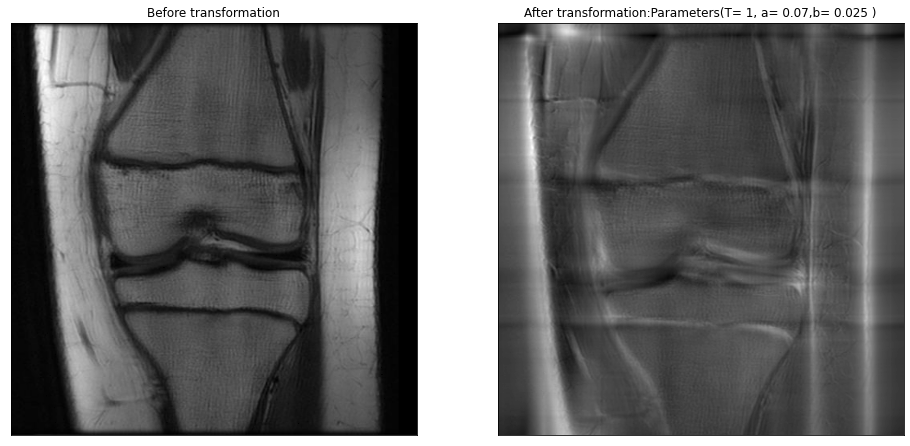 Before transformation
After transformation:Parameters(T= 1, a= 0.07,b= 0.025 )